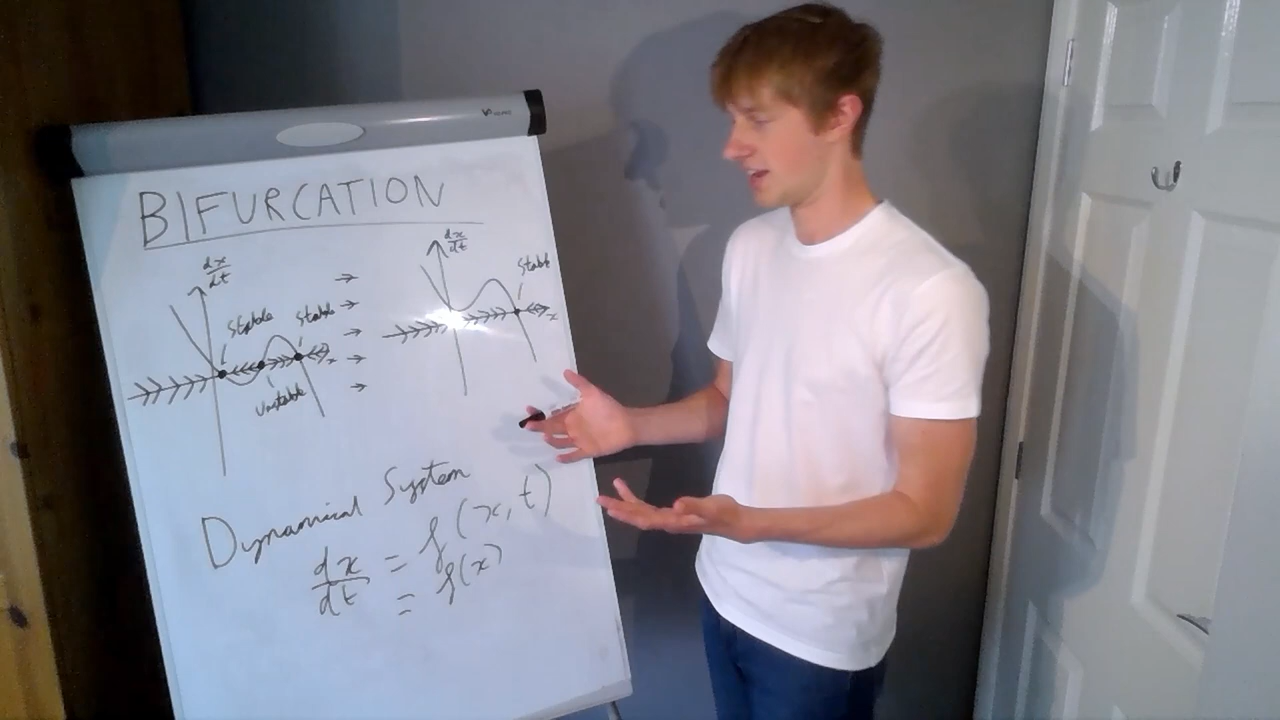 BIFURCATION
dx/dt
stable
stable
x
unstable
dx/dt
stable
x
Dynamical System
dx/dt = f(x,t)
= f(x)